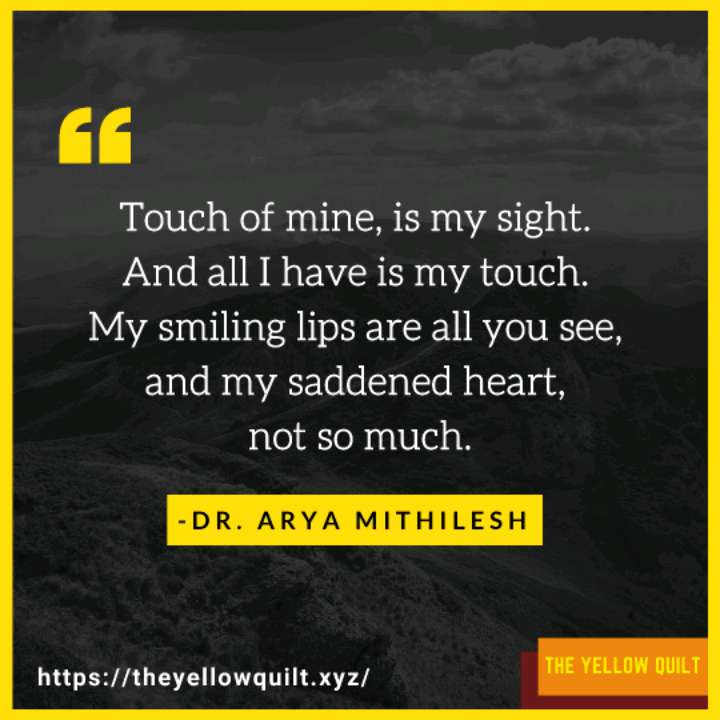 “
Touch of mine, is my sight.
And all I have is my touch.
My smiling lips are all you see,
and my saddened heart,
not so much.
-DR. ARYA MITHILESH
THE YELLOW QUILT
https://theyellowquilt.xyz/